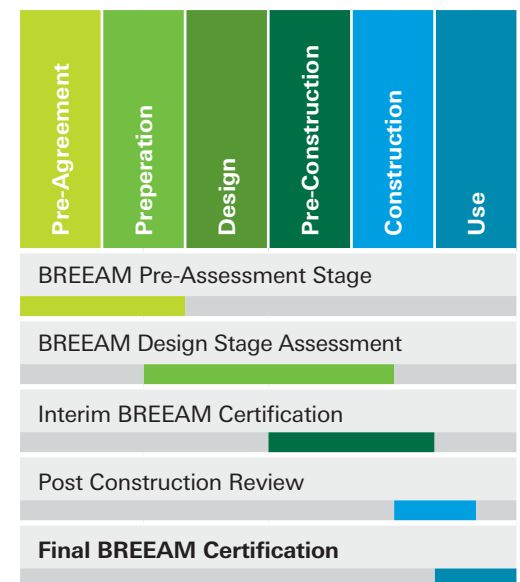 Pre-Agreement
Preperation
Design
Pre-Construction
Construction
Use
BREEAM Pre-Assessment Stage
BREEAM Design Stage Assessment
Interim BREEAM Certification
Post Construction Review
Final BREEAM Certification